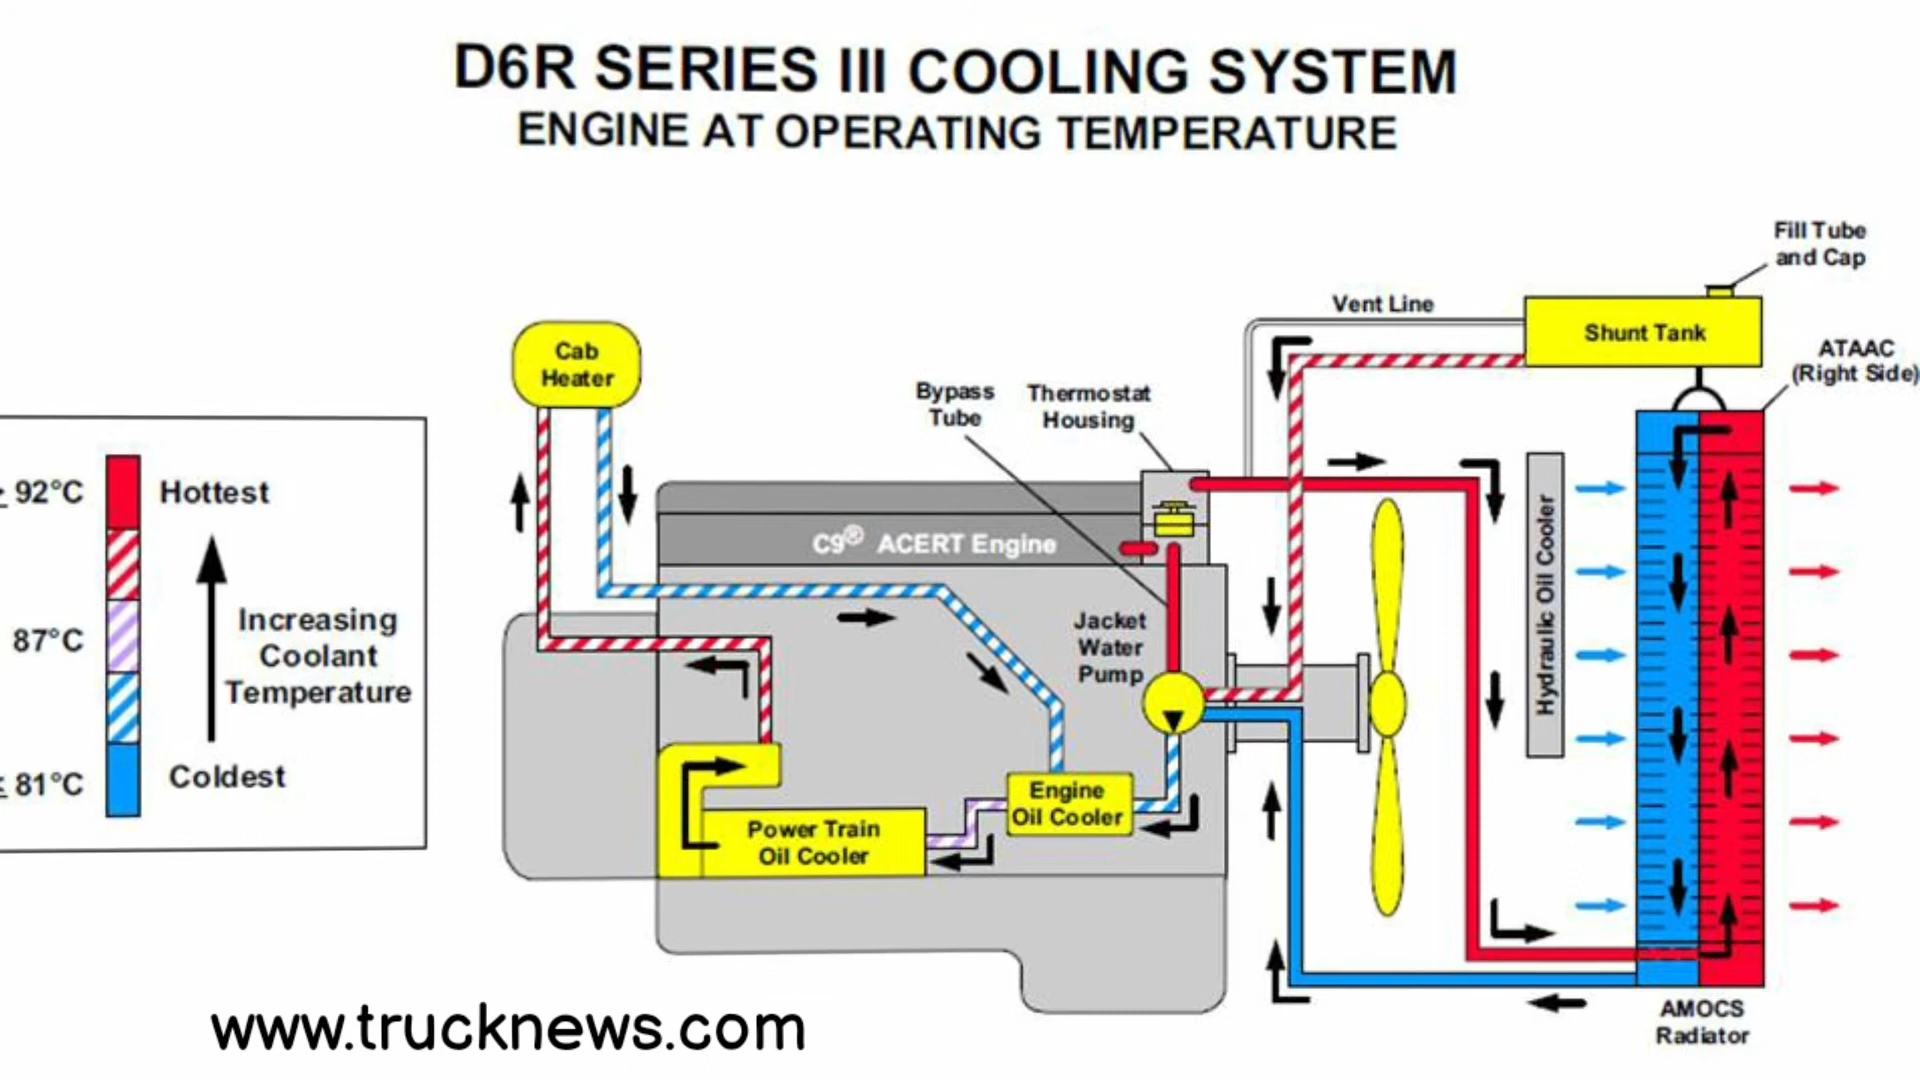 D6R SERIES III COOLING SYSTEM
ENGINE AT OPERATING TEMPERATURE
Fill Tube
and Cap
Vent Line
Shunt Tank
ATAAC
(Right Side)
Cab
Heater
Bypass
Tube
Thermostat
Housing
92°C
Hottest
C9® ACERT Engine
Hydraulic Oil Cooler
Increasing
Coolant
Temperature
87°C
Jacket
Water
Pump
81°C
Coldest
Engine
Oil Cooler
Power Train
Oil Cooler
AMOCS
Radiator
www.trucknews.com